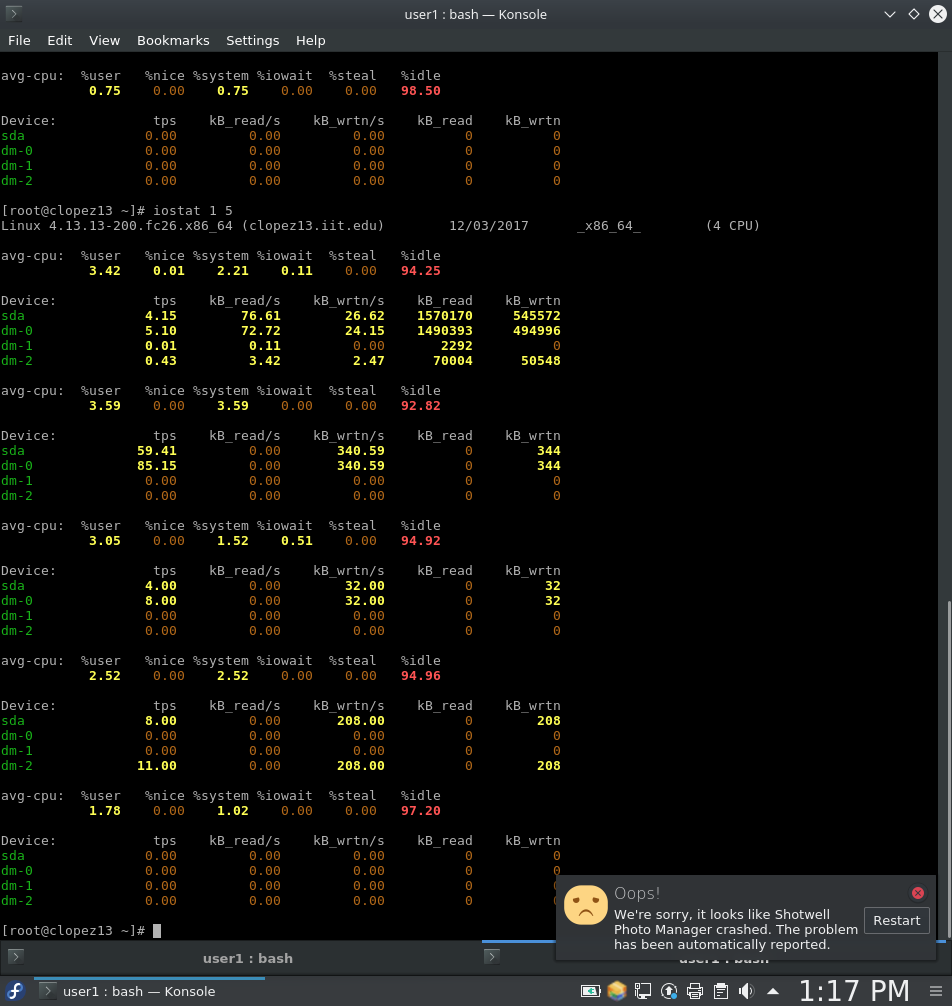 user1 : bash — Konsole
File Edit View Bookmarks Settings Help
avg-cpu: %user %nice %system %iowait %steal %idle
0.75 0.00 0.75 0.00 0.00 98.50
Device: tps kB_read/s kB_wrtn/s kB_read kB_wrtn
sda 0.00 0.00 0.00 0 0
dm-0 0.00 0.00 0.00 0 0
dm-1 0.00 0.00 0.00 0 0
dm-2 0.00 0.00 0.00 0 0
[root@clopez13 ~]# iostat 1 5
Linux 4.13.13-200.fc26.x86_64 (clopez13.iit.edu) 12/03/2017 _x86_64_ (4 CPU)
avg-cpu: %user %nice %system %iowait %steal %idle
3.42 0.01 2.21 0.11 0.00 94.25
Device: tps kB_read/s kB_wrtn/s kB_read kB_wrtn
sda 4.15 76.61 26.62 1570170 545572
dm-0 5.10 72.72 24.15 1490393 494996
dm-1 0.01 0.11 0.00 2292 0
dm-2 0.43 3.42 2.47 70004 50548
avg-cpu: %user %nice %system %iowait %steal %idle
3.59 0.00 3.59 0.00 0.00 92.82
Device: tps kB_read/s kB_wrtn/s kB_read kB_wrtn
sda 59.41 0.00 340.59 0 344
dm-0 85.15 0.00 340.59 0 344
dm-1 0.00 0.00 0.00 0 0
dm-2 0.00 0.00 0.00 0 0
avg-cpu: %user %nice %system %iowait %steal %idle
3.05 0.00 1.52 0.51 0.00 94.92
Device: tps kB_read/s kB_wrtn/s kB_read kB_wrtn
sda 4.00 0.00 32.00 0 32
dm-0 8.00 0.00 32.00 0 32
dm-1 0.00 0.00 0.00 0 0
dm-2 0.00 0.00 0.00 0 0
avg-cpu: %user %nice %system %iowait %steal %idle
2.52 0.00 2.52 0.00 0.00 94.96
Device: tps kB_read/s kB_wrtn/s kB_read kB_wrtn
sda 8.00 0.00 208.00 0 208
dm-0 0.00 0.00 0.00 0 0
dm-1 0.00 0.00 0.00 0 0
dm-2 11.00 0.00 208.00 0 208
avg-cpu: %user %nice %system %iowait %steal %idle
1.78 0.00 1.02 0.00 0.00 97.20
Device: tps kB_read/s kB_wrtn/s kB_read kB_wrtn
sda 0.00 0.00 0.00 0 0
dm-0 0.00 0.00 0.00 0 0
dm-1 0.00 0.00 0.00 0 0
dm-2 0.00 0.00 0.00 0 0
[root@clopez13 ~]#
Oops!
We're sorry, it looks like Shotwell
Photo Manager crashed. The problem
has been automatically reported.
Restart
user1 : bash
user1 : bash
user1 : bash — Konsole
1:17 PM